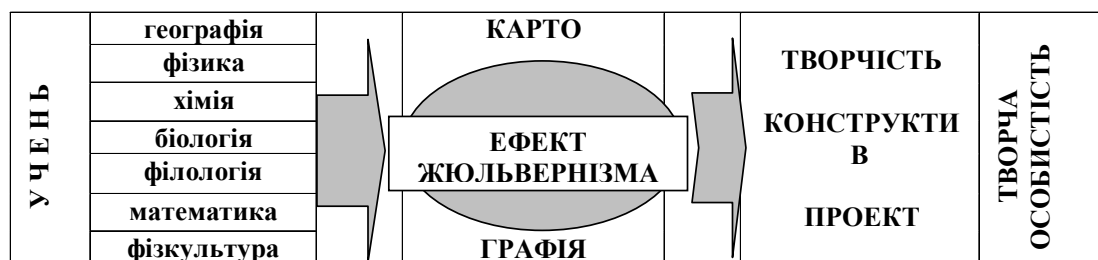 УЧЕНЬ
географія
фізика
хімія
біологія
філологія
математика
фізкультура
КАРТО
ЕФЕКТ
ЖЮЛЬВЕРНІЗМА
ГРАФІЯ
ТВОРЧІСТЬ
КОНСТРУКТИ
В
ПРОЕКТ
ТВОРЧА
ОСОБИСТІСТЬ